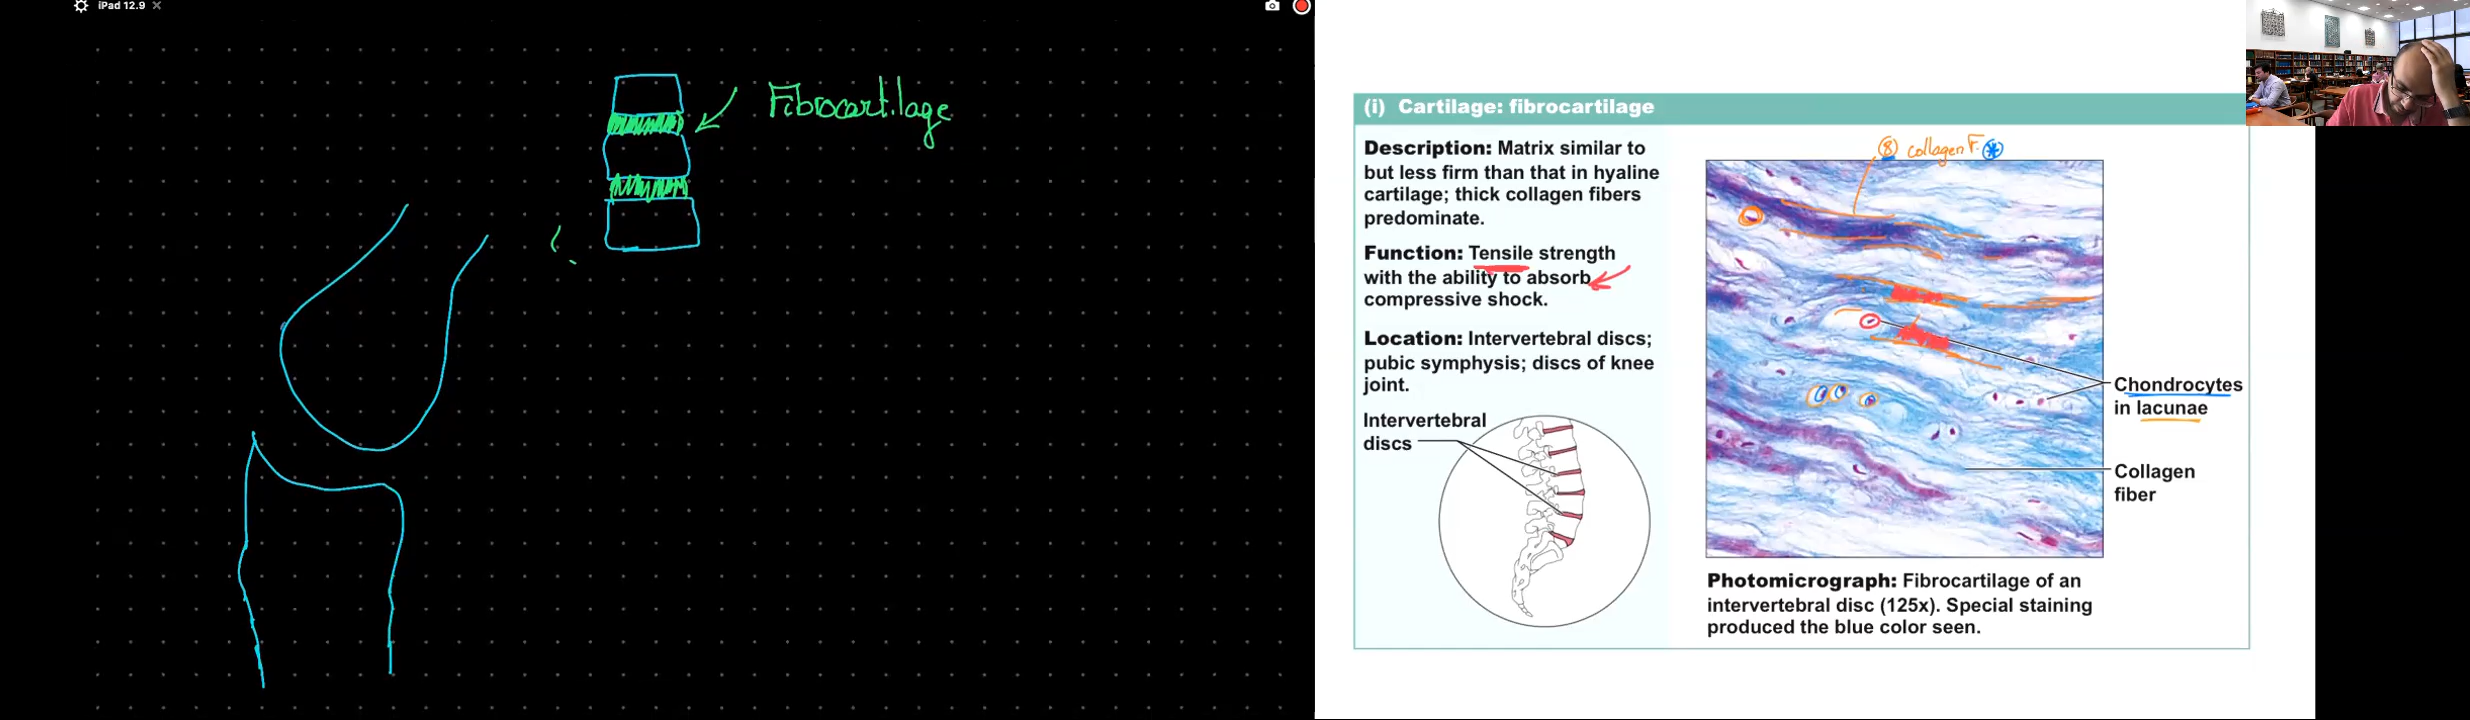 iPad 12.9
Fibrocartilage
(i) Cartilage: fibrocartilage
Description: Matrix similar to
but less firm than that in hyaline
cartilage; thick collagen fibers
predominate.
Function: Tensile strength
with the ability to absorb
compressive shock.
Location: Intervertebral discs;
pubic symphysis; discs of knee
joint.
Intervertebral
discs
collagen F.
Chondrocytes
in lacunae
Collagen
fiber
Photomicrograph: Fibrocartilage of an
intervertebral disc (125x). Special staining
produced the blue color seen.